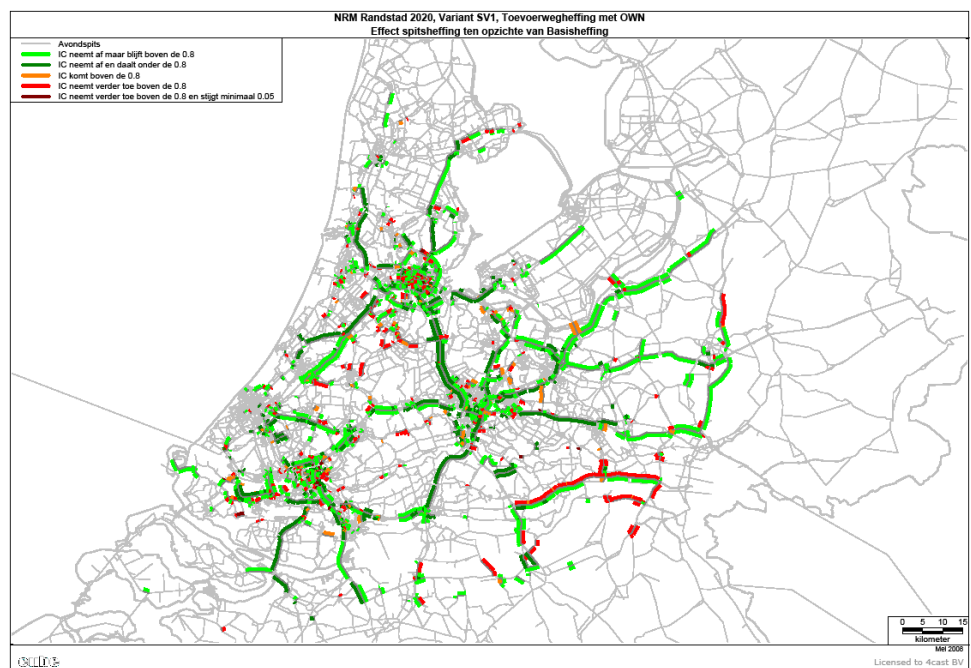 NRM Randstad 2020, Variant SV1, Toevoerwegheffing met OWN
Effect spitsheffing ten opzichte van Basisheffing
Avondspits
IC neemt af maar blijft boven de 0.8
IC neemt af en daalt onder de 0.8
IC komt boven de 0.8
IC neemt verder toe boven de 0.8
IC neemt verder toe boven de 0.8 en stijgt minimaal 0.05
0 5 10 15
kilometer
Mei 2008
cube
Licensed to 4cast BV